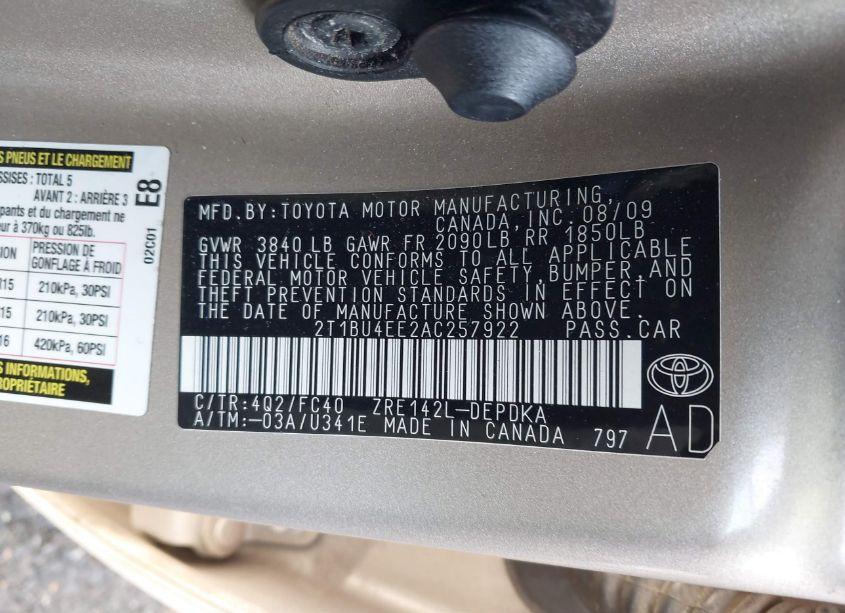 S PNEUS ET LE CHARGEMENT
SSISES : TOTAL 5
AVANT 2 : ARRIÈRE 3
pants et du chargement ne
eur à 370kg ou 825lb.
PRESSION DE
GONFLAGE À FROID
R15 210kPa, 30PSI
15 210kPa, 30PSI
16 420kPa, 60PSI
S INFORMATIONS,
ROPRIÉTAIRE
E8
02C01
MFD.BY:TOYOTA MOTOR MANUFACTURING,
CANADA,INC.08/09
GVWR 3840 LB GAWR FR 2090LB RR 1850LB
THIS VEHICLE CONFORMS TO ALL APPLICABLE
FEDERAL MOTOR VEHICLE SAFETY,BUMPER,AND
THEFT PREVENTION STANDARDS IN EFFECT ON
THE DATE OF MANUFACTURE SHOWN ABOVE.
2T1BU4EE2AC257922 PASS.CAR
C/TR:4Q2/FC40 ZRE142L-DEPDKA
A/TM:-03A/U341E MADE IN CANADA 797
AD